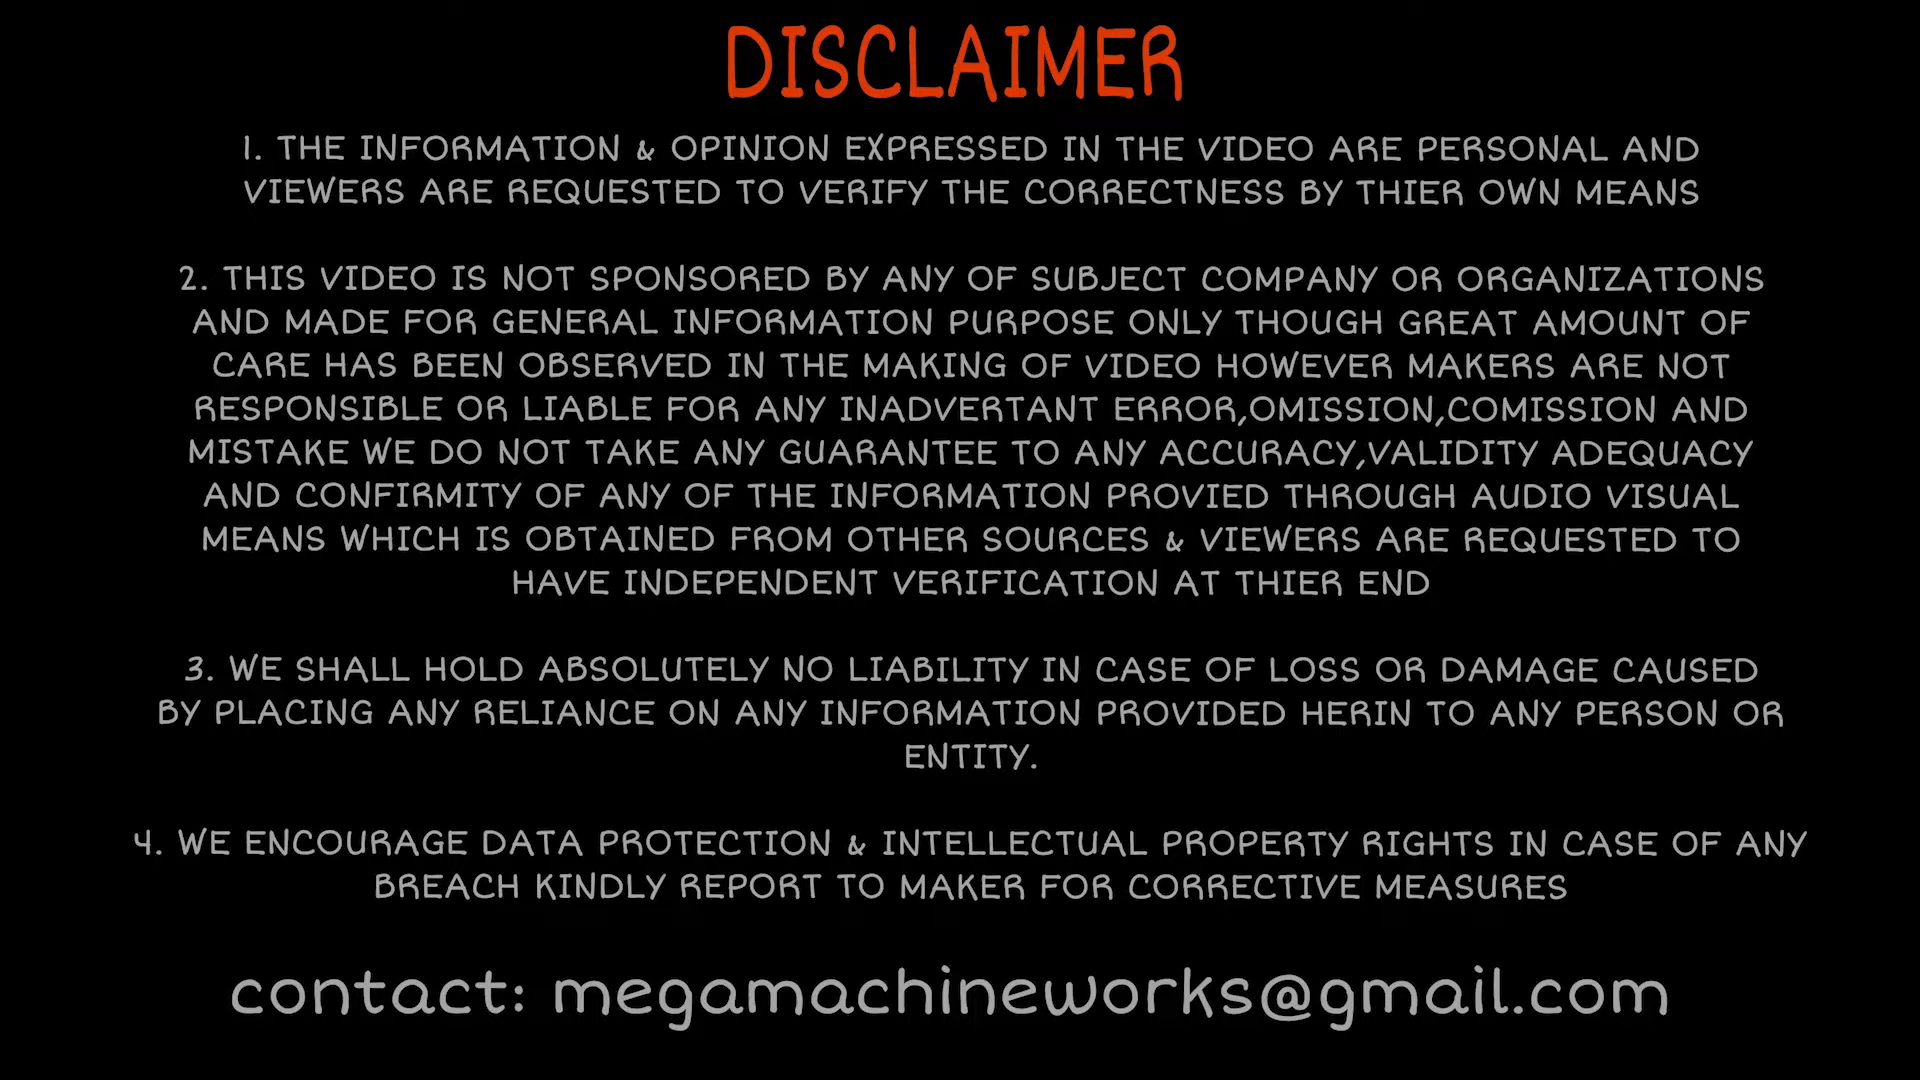 DISCLAIMER
1. THE INFORMATION & OPINION EXPRESSED IN THE VIDEO ARE PERSONAL AND
VIEWERS ARE REQUESTED TO VERIFY THE CORRECTNESS BY THIER OWN MEANS
2. THIS VIDEO IS NOT SPONSORED BY ANY OF SUBJECT COMPANY OR ORGANIZATIONS
AND MADE FOR GENERAL INFORMATION PURPOSE ONLY THOUGH GREAT AMOUNT OF
CARE HAS BEEN OBSERVED IN THE MAKING OF VIDEO HOWEVER MAKERS ARE NOT
RESPONSIBLE OR LIABLE FOR ANY INADVERTANT ERROR,OMISSION,COMISSION AND
MISTAKE WE DO NOT TAKE ANY GUARANTEE TO ANY ACCURACY,VALIDITY ADEQUACY
AND CONFIRMITY OF ANY OF THE INFORMATION PROVIED THROUGH AUDIO VISUAL
MEANS WHICH IS OBTAINED FROM OTHER SOURCES & VIEWERS ARE REQUESTED TO
HAVE INDEPENDENT VERIFICATION AT THIER END
3. WE SHALL HOLD ABSOLUTELY NO LIABILITY IN CASE OF LOSS OR DAMAGE CAUSED
BY PLACING ANY RELIANCE ON ANY INFORMATION PROVIDED HERIN TO ANY PERSON OR
ENTITY.
4. WE ENCOURAGE DATA PROTECTION & INTELLECTUAL PROPERTY RIGHTS IN CASE OF ANY
BREACH KINDLY REPORT TO MAKER FOR CORRECTIVE MEASURES
contact: megamachineworks@gmail.com